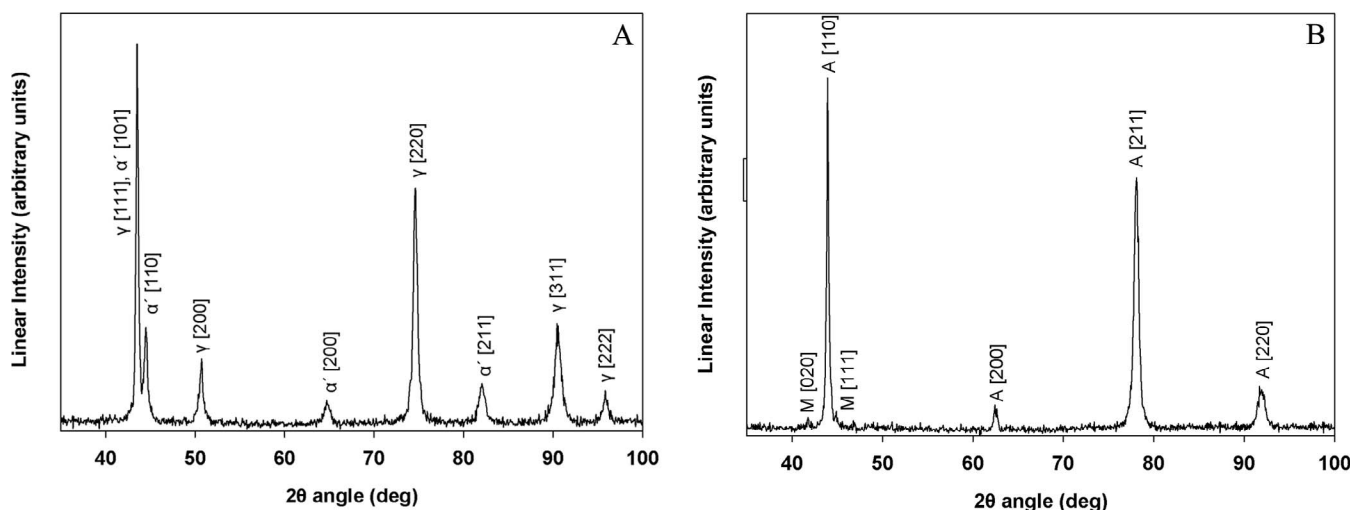 A
Linear Intensity (arbitrary units)
γ [111], α´ [101]
α´ [110]
γ [200]
α´ [200]
γ [220]
α´ [211]
γ [311]
γ [222]
40 50 60 70 80 90 100
2θ angle (deg)
B
Linear Intensity (arbitrary units)
M [020]
A [110]
M [111]
A [200]
A [211]
A [220]
40 50 60 70 80 90 100
2θ angle (deg)